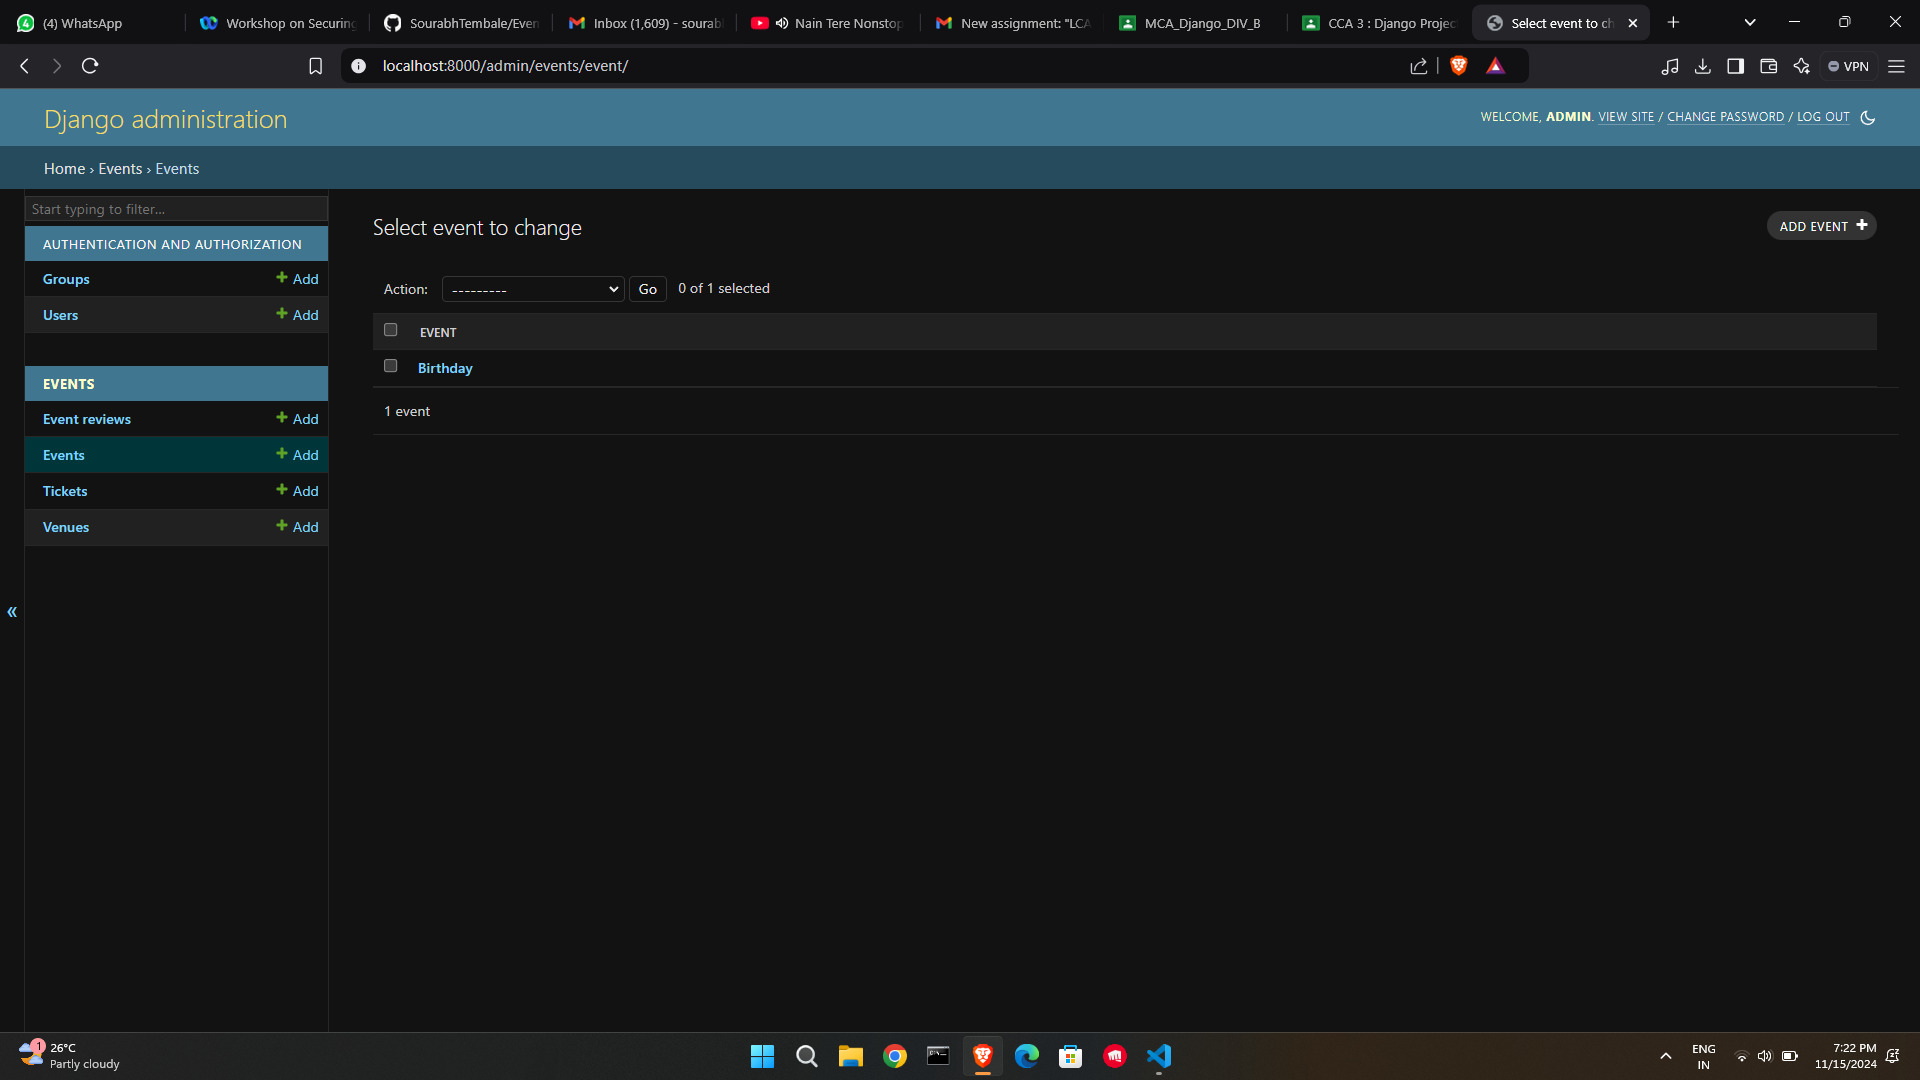 (4) WhatsApp
Workshop on Securing
SourabhTembale/Even
Inbox (1,609) - sourab
Nain Tere Nonstop
New assignment: "LCA
MCA_Django_DIV_B
CCA 3 : Django Projec
Select event to ch
localhost:8000/admin/events/event/
VPN
Django administration
WELCOME, ADMIN. VIEW SITE / CHANGE PASSWORD / LOG OUT
Home › Events › Events
Start typing to filter...
AUTHENTICATION AND AUTHORIZATION
Groups + Add
Users + Add
EVENTS
Event reviews + Add
Events + Add
Tickets + Add
Venues + Add
«
Select event to change
ADD EVENT +
Action: --------- Go 0 of 1 selected
EVENT
Birthday
1 event
1
26°C
Partly cloudy
ENG
IN
7:22 PM
11/15/2024